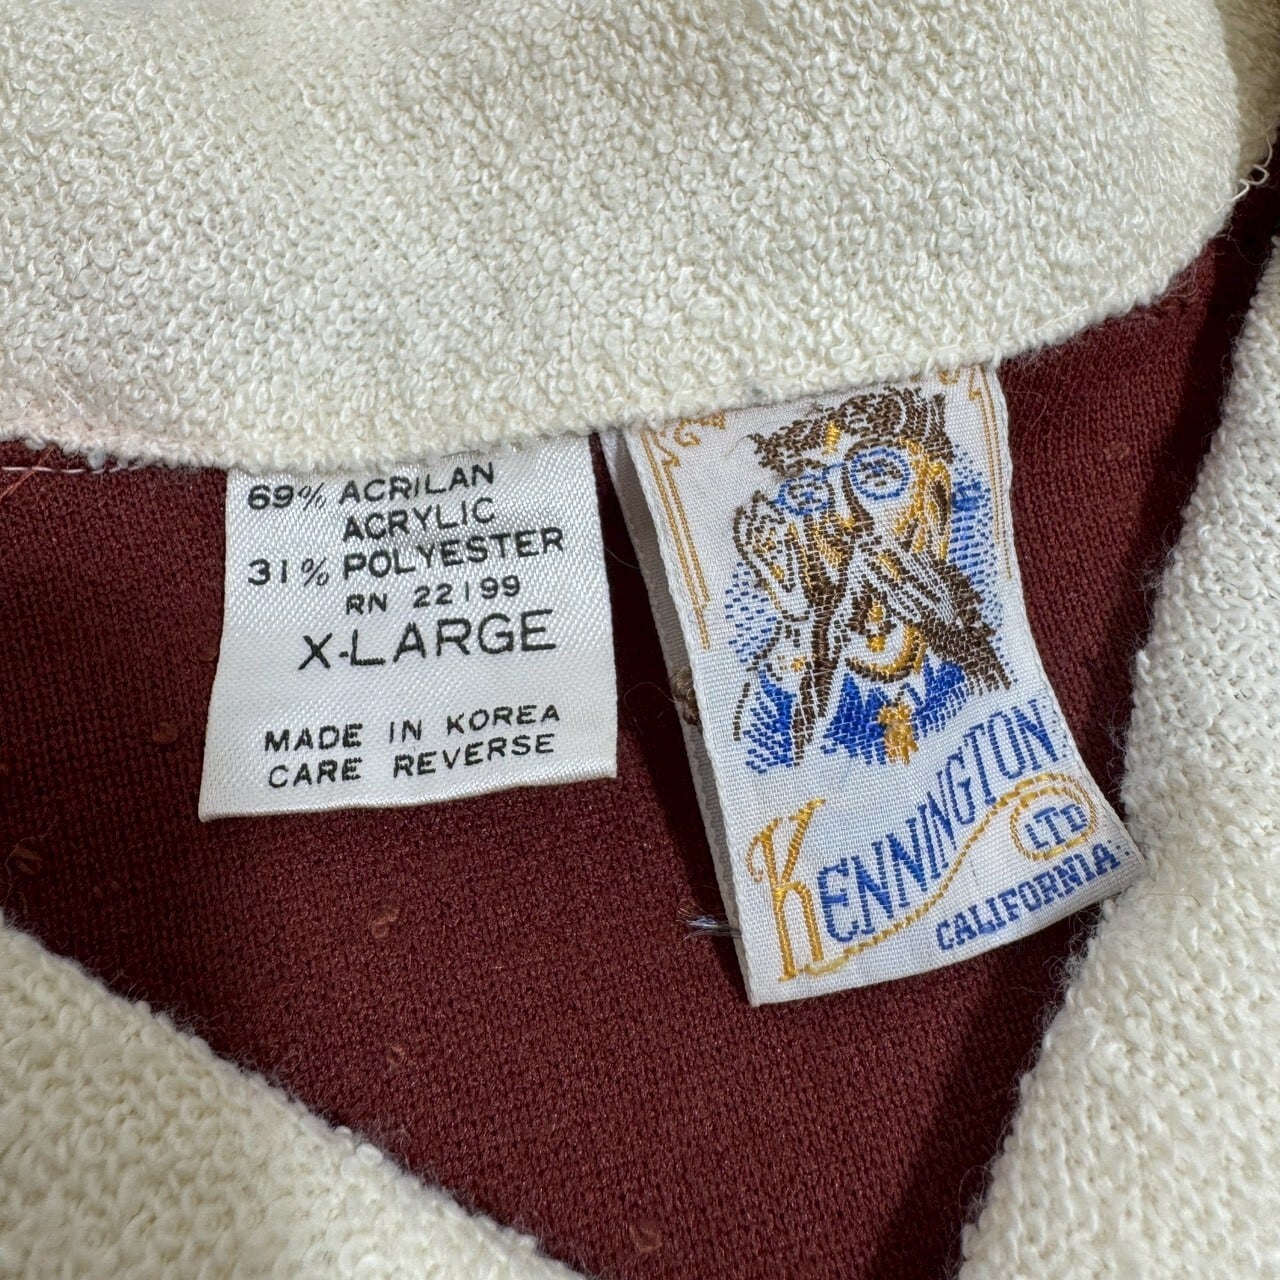 69% ACRILAN
ACRYLIC
31% POLYESTER
RN 22199
X-LARGE
MADE IN KOREA
CARE REVERSE
KENNINGTON
LTD
CALIFORNIA